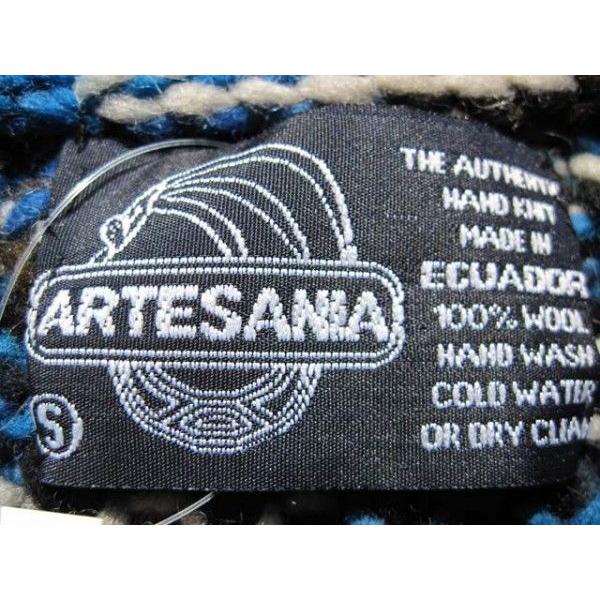 ARTESANIA
S
THE AUTHENTIC
HAND KNIT
MADE IN
ECUADOR
100% WOOL
HAND WASH
COLD WATER
OR DRY CLEAN